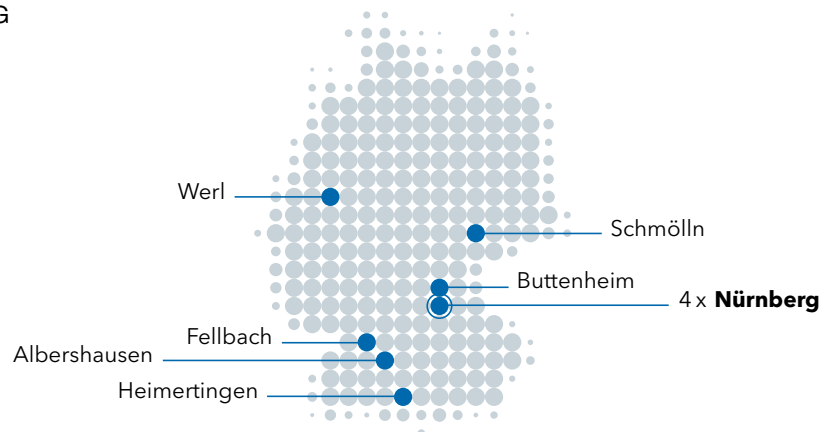 G
Werl
Schmölln
Buttenheim
4 x Nürnberg
Fellbach
Albershausen
Heimertingen